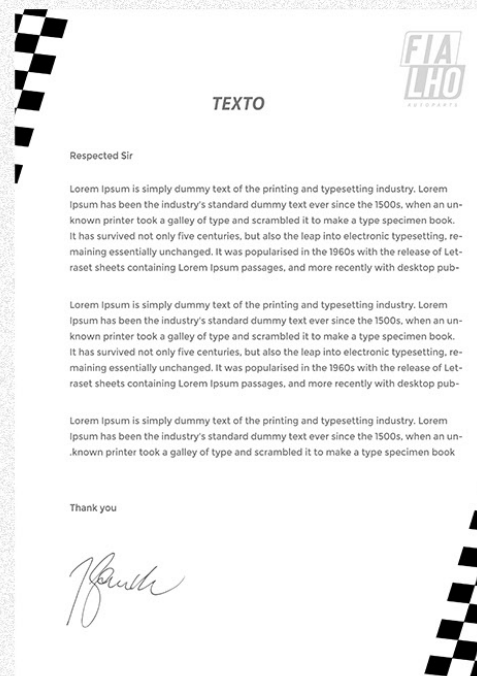 FIA
LHO
AUTOPARTS
TEXTO
Respected Sir
Lorem Ipsum is simply dummy text of the printing and typesetting industry. Lorem
Ipsum has been the industry's standard dummy text ever since the 1500s, when an un-
known printer took a galley of type and scrambled it to make a type specimen book.
It has survived not only five centuries, but also the leap into electronic typesetting, re-
maining essentially unchanged. It was popularised in the 1960s with the release of Let-
raset sheets containing Lorem Ipsum passages, and more recently with desktop pub-
Lorem Ipsum is simply dummy text of the printing and typesetting industry. Lorem
Ipsum has been the industry's standard dummy text ever since the 1500s, when an un-
known printer took a galley of type and scrambled it to make a type specimen book.
It has survived not only five centuries, but also the leap into electronic typesetting, re-
maining essentially unchanged. It was popularised in the 1960s with the release of Let-
raset sheets containing Lorem Ipsum passages, and more recently with desktop pub-
Lorem Ipsum is simply dummy text of the printing and typesetting industry. Lorem
Ipsum has been the industry's standard dummy text ever since the 1500s, when an un-
.known printer took a galley of type and scrambled it to make a type specimen book
Thank you